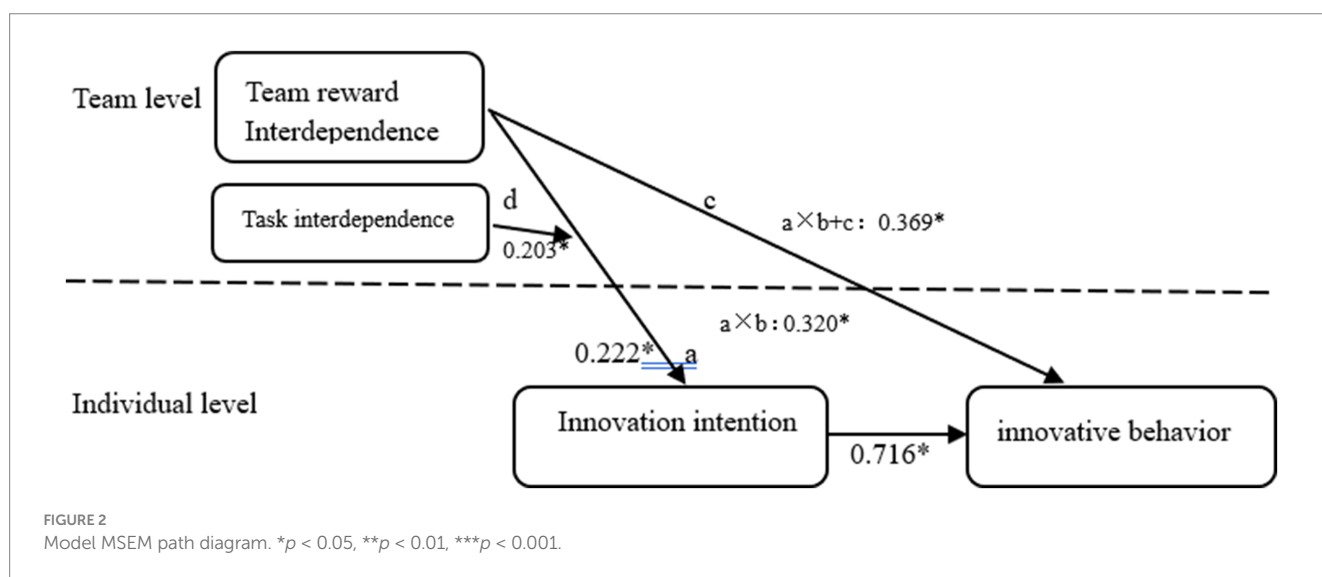 Team level
Team reward
Interdependence
Task interdependence
d
0.203*
c
a×b+c: 0.369*
a×b:0.320*
0.222*
a
Individual level
Innovation intention
0.716*
innovative behavior
FIGURE 2
Model MSEM path diagram. *p < 0.05, **p < 0.01, ***p < 0.001.